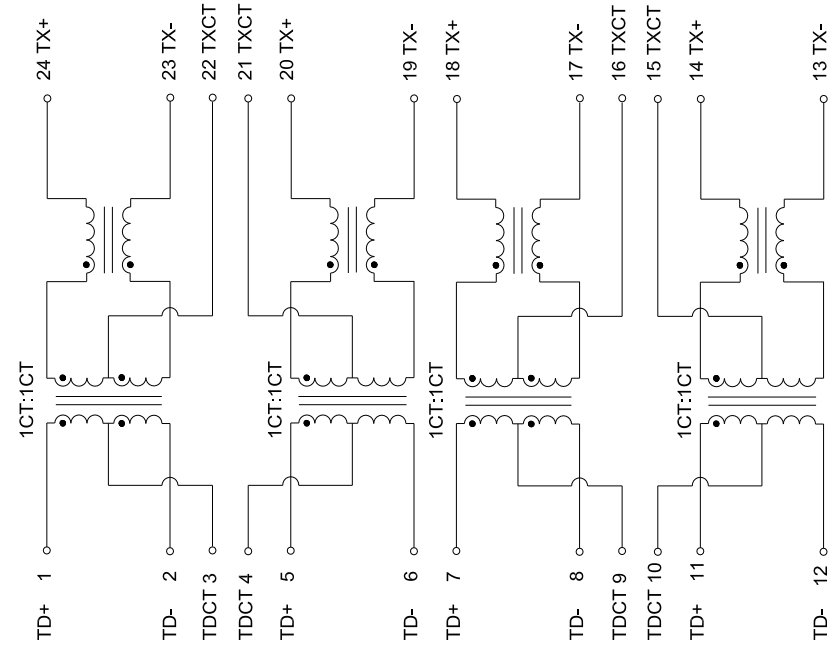 24 TX+
23 TX-
22 TXCT
21 TXCT
20 TX+
19 TX-
18 TX+
17 TX-
16 TXCT
15 TXCT
14 TX+
13 TX-
1CT:1CT
1CT:1CT
1CT:1CT
1CT:1CT
TD+ 1
TD- 2
TDCT 3
TDCT 4
TD+ 5
TD- 6
TD+ 7
TD- 8
TDCT 9
TDCT 10
TD+ 11
TD- 12